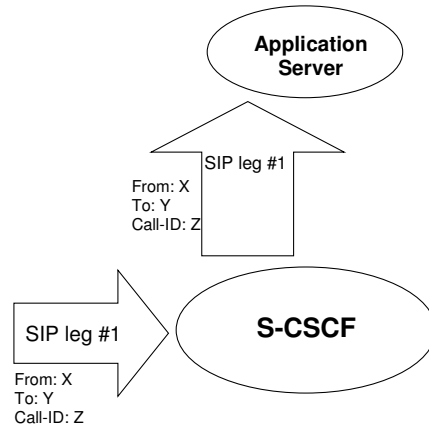 Application
Server
SIP leg #1
From: X
To: Y
Call-ID: Z
S-CSCF
SIP leg #1
From: X
To: Y
Call-ID: Z